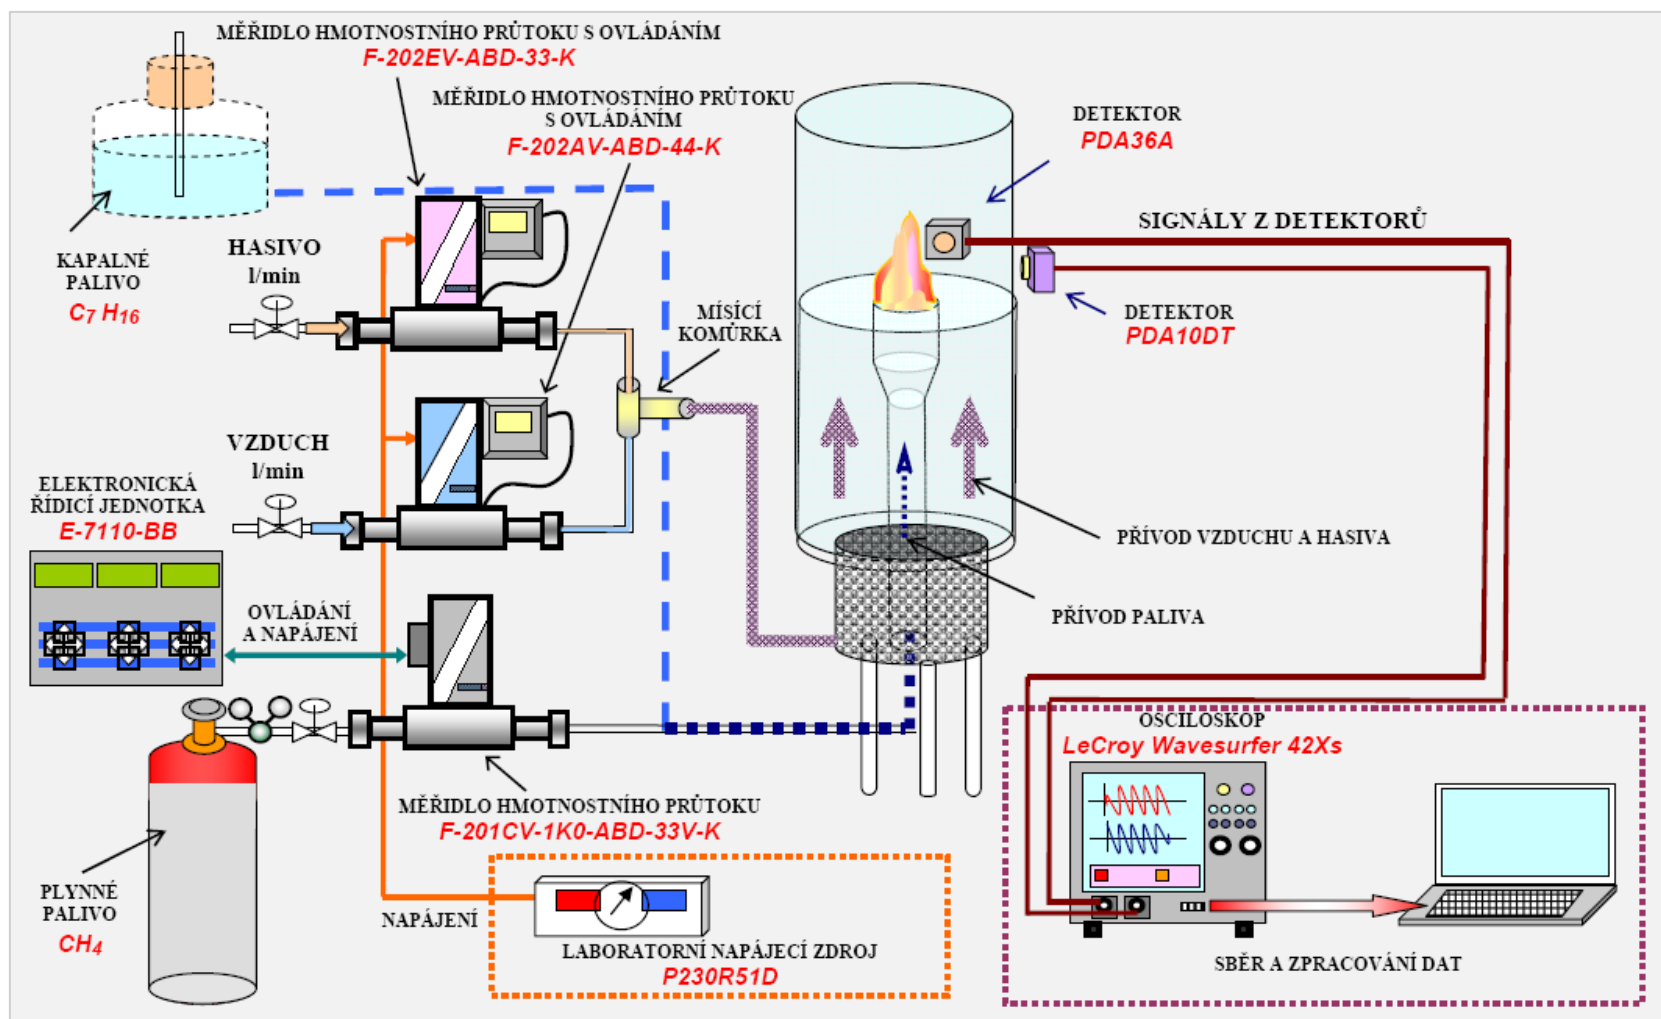 MĚŘIDLO HMOTNOSTNÍHO PRŮTOKU S OVLÁDÁNÍM
F-202EV-ABD-33-K
MĚŘIDLO HMOTNOSTNÍHO PRŮTOKU
S OVLÁDÁNÍM
F-202AV-ABD-44-K
DETEKTOR
PDA36A
SIGNÁLY Z DETEKTORŮ
KAPALNÉ
PALIVO
C7 H16
HASIVO
l/min
MÍSÍCÍ
KOMŮRKA
DETEKTOR
PDA10DT
VZDUCH
l/min
ELEKTRONICKÁ
ŘÍDICÍ JEDNOTKA
E-7110-BB
PŘÍVOD VZDUCHU A HASIVA
OVLÁDÁNÍ
A NAPÁJENÍ
PŘÍVOD PALIVA
OSCILOSKOP
LeCroy Wavesurfer 42Xs
MĚŘIDLO HMOTNOSTNÍHO PRŮTOKU
F-201CV-1K0-ABD-33V-K
PLYNNÉ
PALIVO
CH4
NAPÁJENÍ
LABORATORNÍ NAPÁJECÍ ZDROJ
P230R51D
SBĚR A ZPRACOVÁNÍ DAT